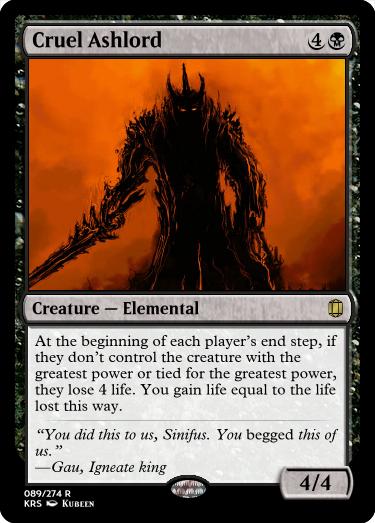 Cruel Ashlord 4
Creature — Elemental
At the beginning of each player's end step, if
they don't control the creature with the
greatest power or tied for the greatest power,
they lose 4 life. You gain life equal to the life
lost this way.
“You did this to us, Sinifus. You begged this of
us.”
—Gau, Igneate king
4/4
089/274 R
KRS Kubeen